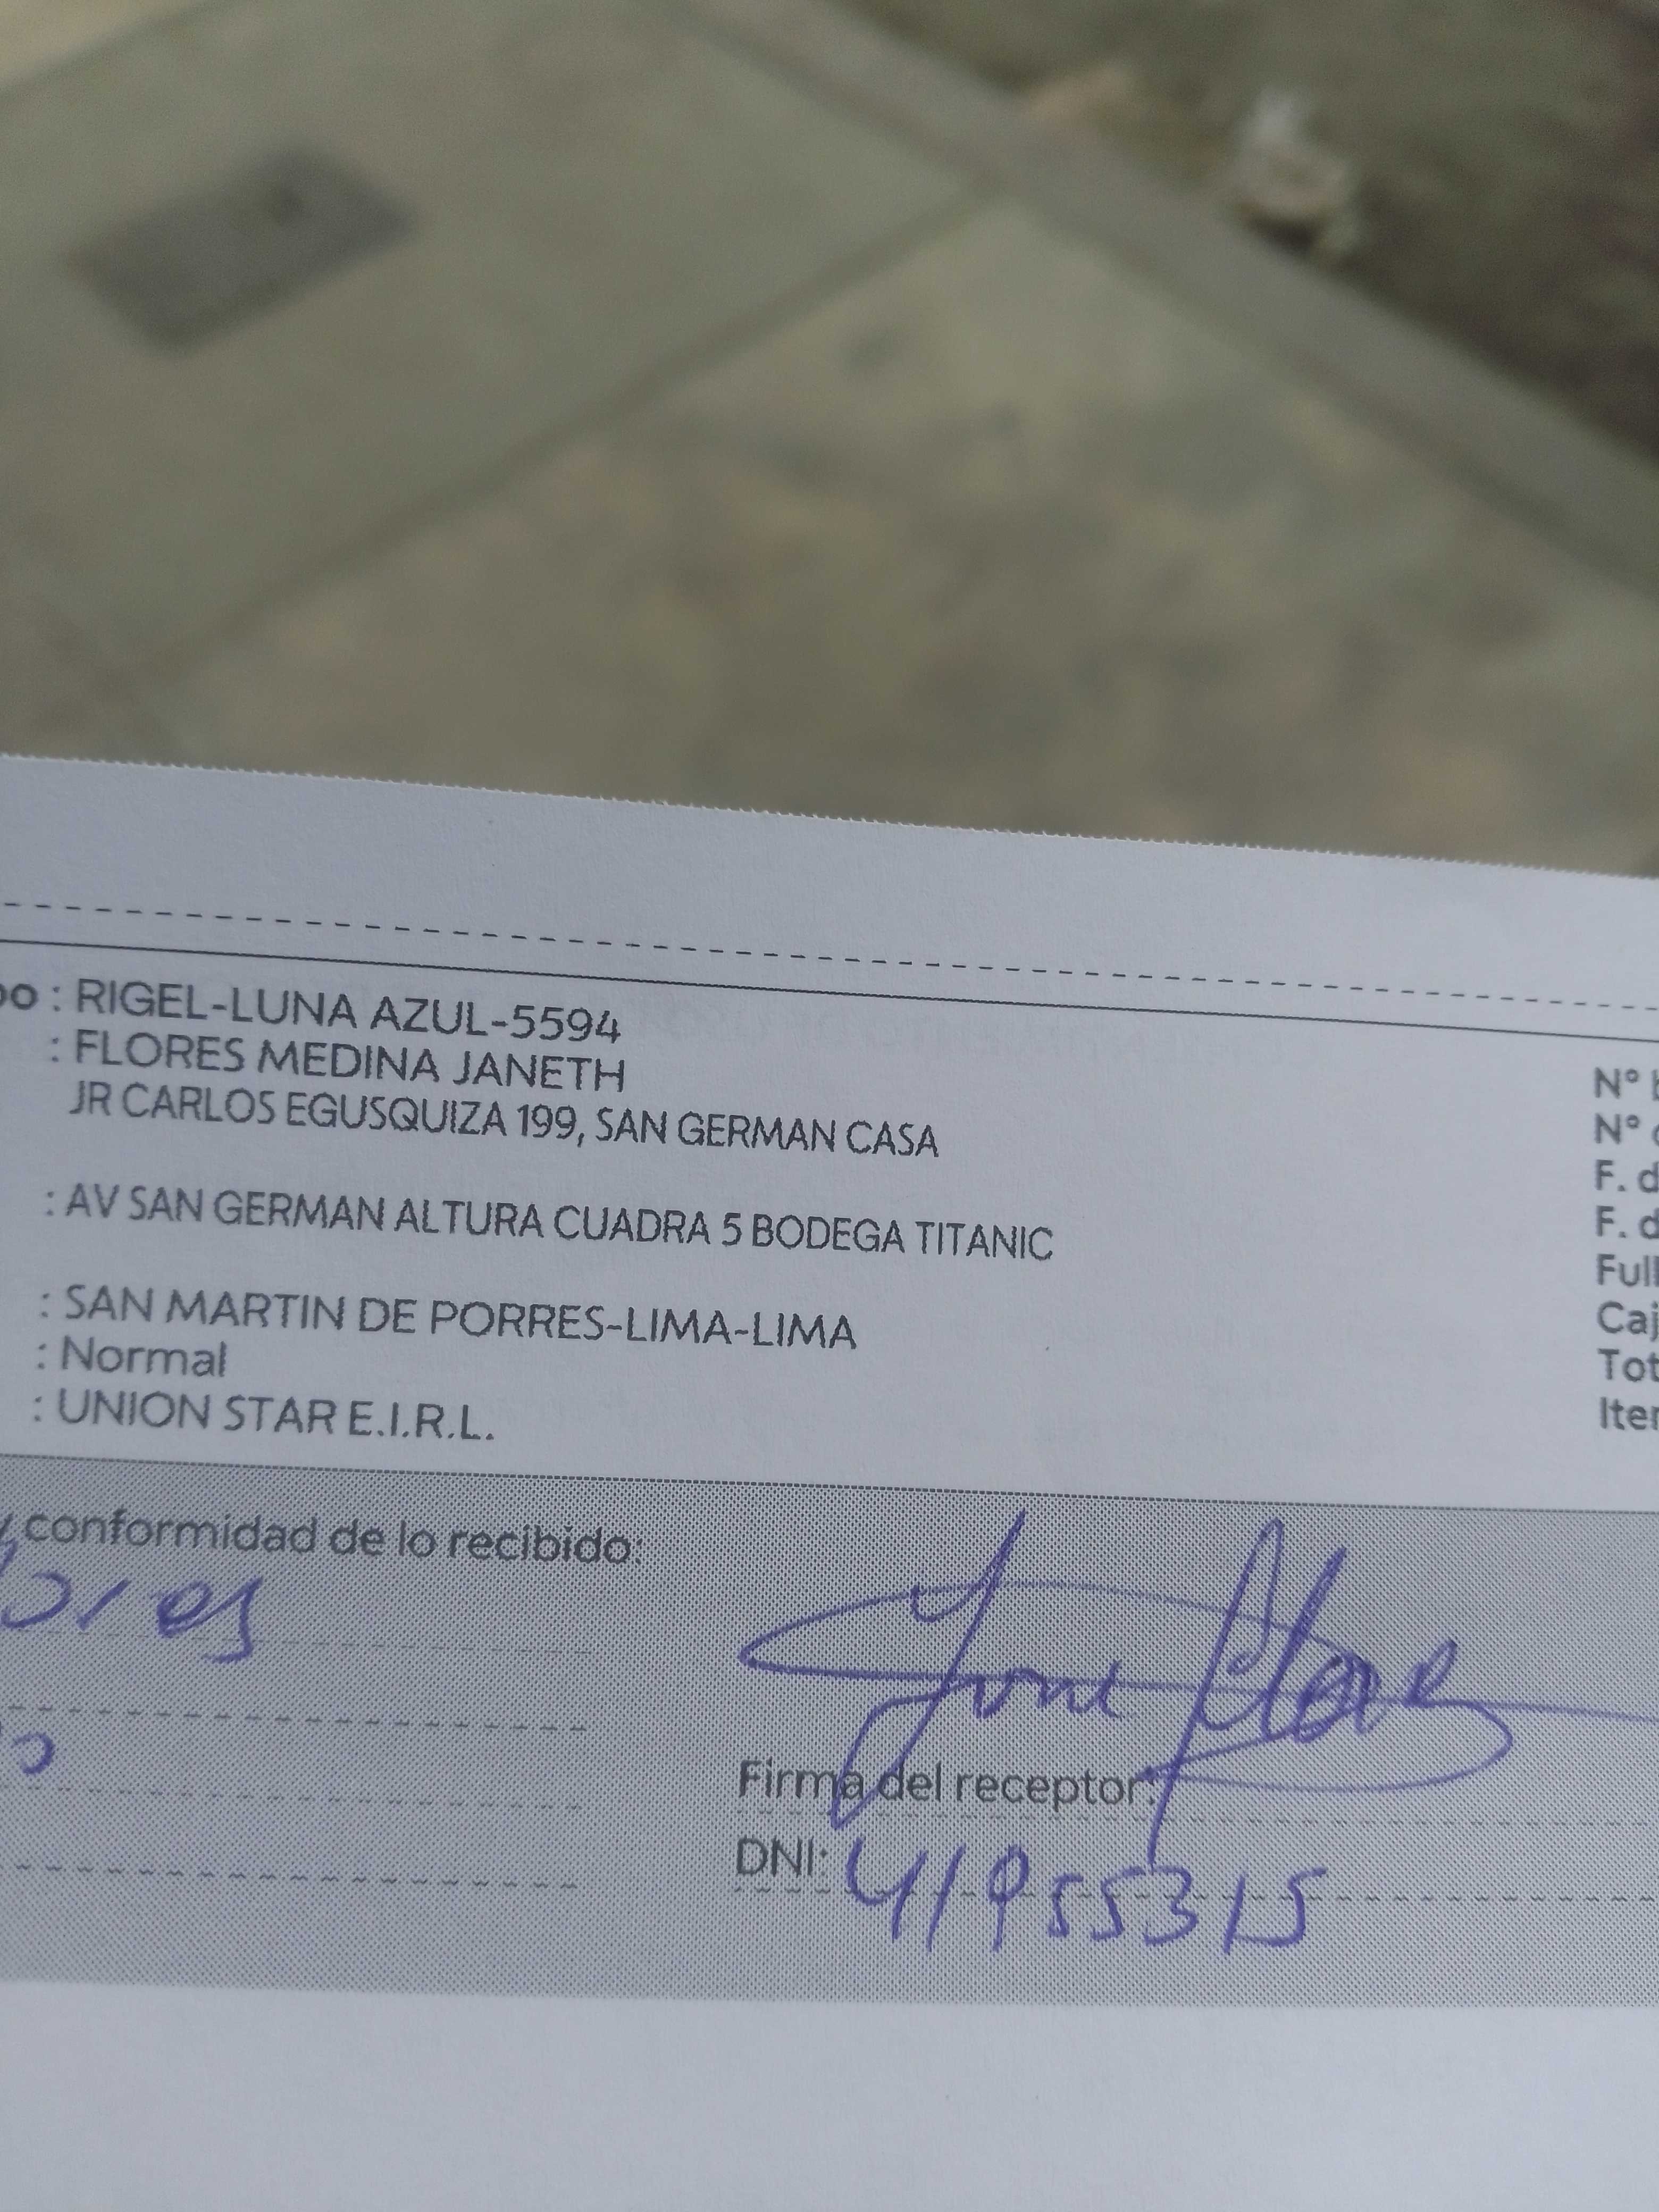 po : RIGEL-LUNA AZUL-5594
: FLORES MEDINA JANETH
JR CARLOS EGUSQUIZA 199, SAN GERMAN CASA
: AV SAN GERMAN ALTURA CUADRA 5 BODEGA TITANIC
: SAN MARTIN DE PORRES-LIMA-LIMA
: Normal
: UNION STAR E.I.R.L.
N°
N°
F. d
F. d
Full
Caj
Tot
Iter
y conformidad de lo recibido:
ores
Firma del receptor:
DNI: 41955315